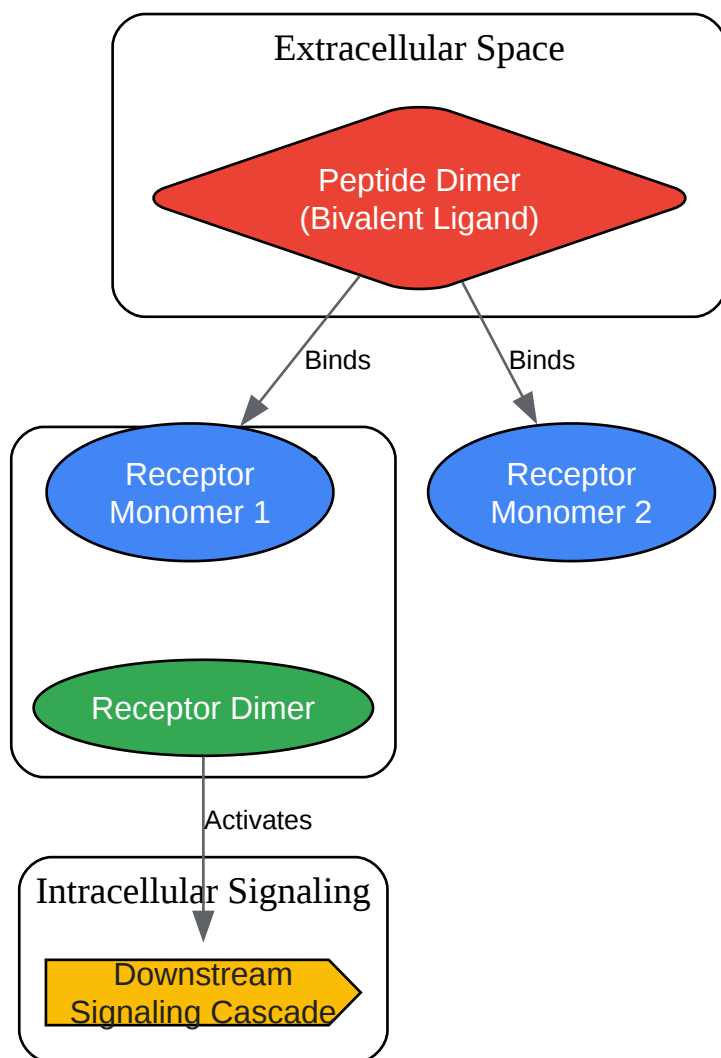 Extracellular Space
Peptide Dimer
(Bivalent Ligand)
Binds
Binds
Receptor
Monomer 1
Receptor
Monomer 2
Receptor Dimer
Activates
Intracellular Signaling
Downstream
Signaling Cascade